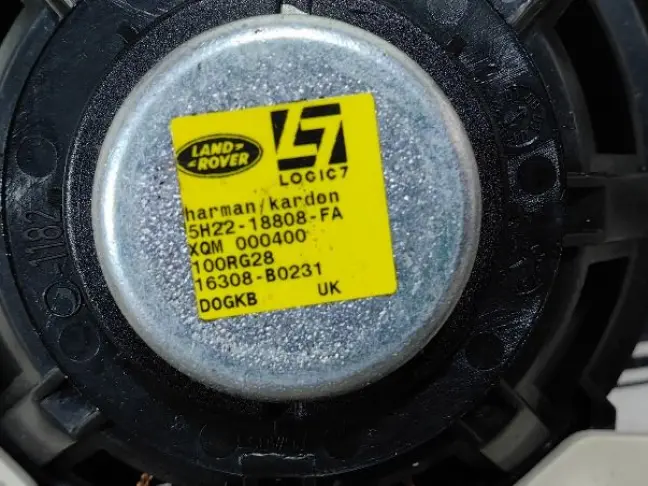 LAND-
ROVER
LOGIC7
harman/kardon
5H22-18808-FA
XQM 000400
100RG28
16308-B0231
D0GKB UK
1182